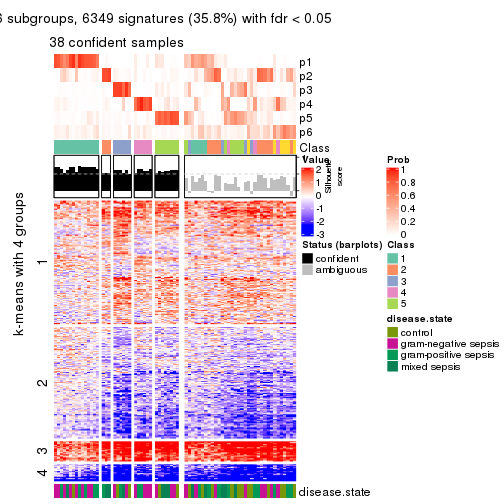 6 subgroups, 6349 signatures (35.8%) with fdr < 0.05
38 confident samples
p1
p2
p3
p4
p5
p6
Class
Silhouette
score
k-means with 4 groups
1
2
3
4
disease.state
Value
2
1
0
-1
-2
-3
Status (barplots)
confident
ambiguous
Prob
1
0.8
0.6
0.4
0.2
0
Class
1
2
3
4
5
disease.state
control
gram-negative sepsis
gram-positive sepsis
mixed sepsis